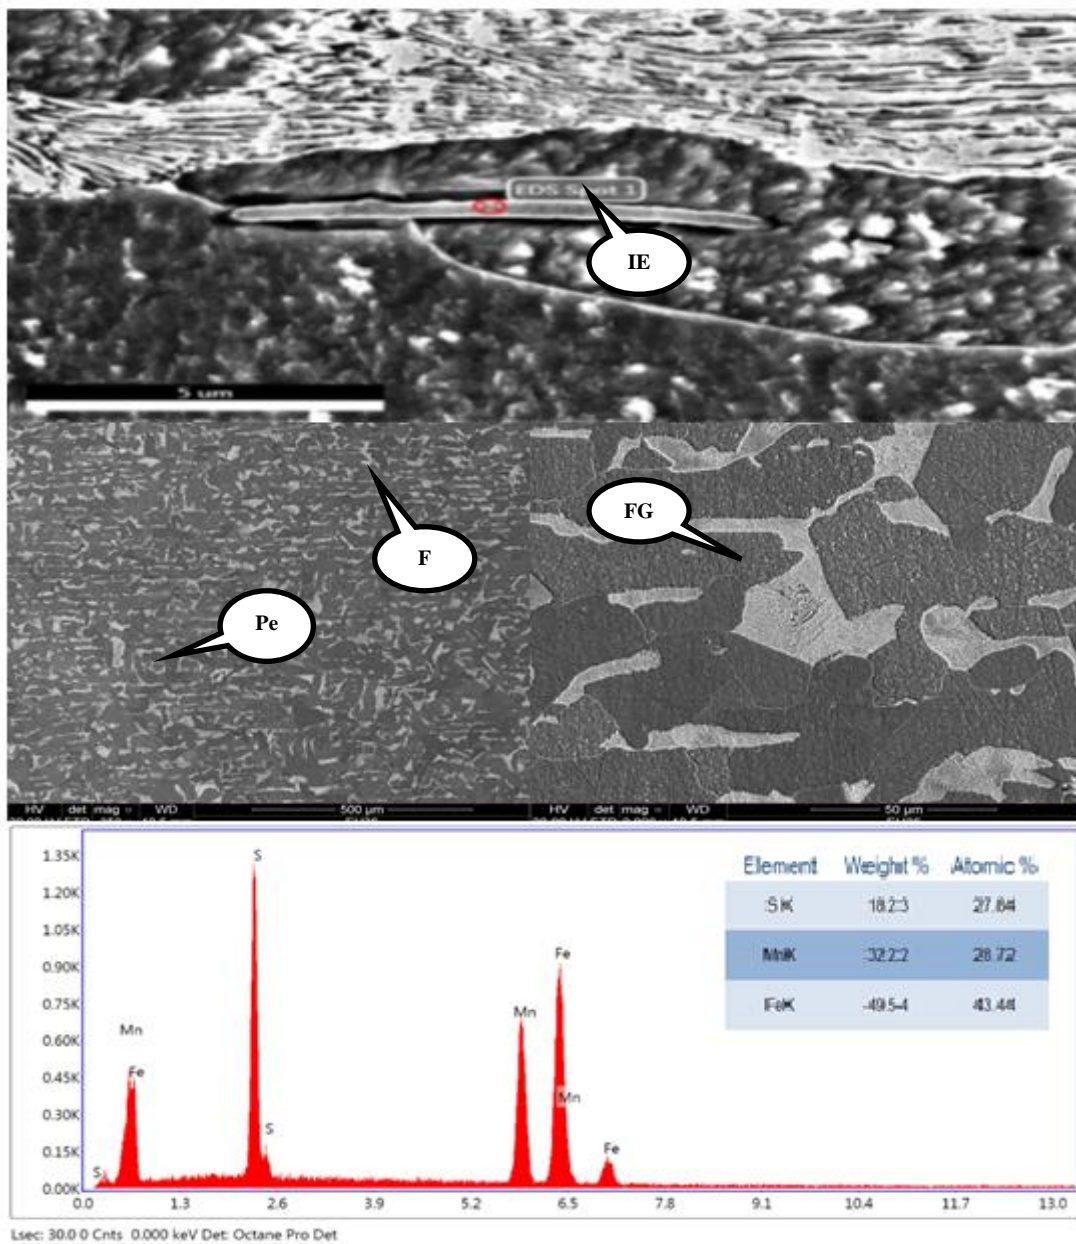 EDS Spot 1
IE
5 um
F
FG
Pe
HV det mag WD 500 µm
HV det mag WD 50 µm
1.35K
1.20K
1.05K
0.90K
0.75K
0.60K
0.45K
0.30K
0.15K
0.00K
S
Mn
Fe
S
S
Mn
Fe
Mn
Fe
Element Weight % Atomic %
S K 18.23 27.84
MnK 32.22 28.72
FeK 49.54 43.44
0.0 1.3 2.6 3.9 5.2 6.5 7.8 9.1 10.4 11.7 13.0
Lsec: 30.0 0 Cnts 0.000 keV Det: Octane Pro Det